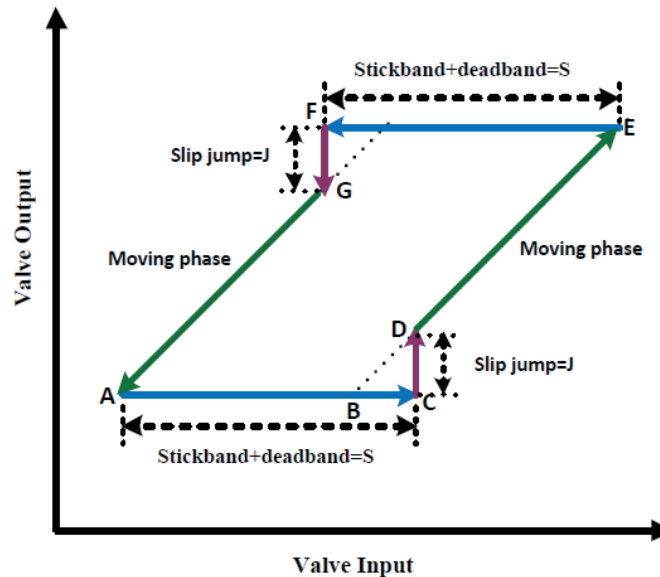 Stickband+deadband=S
F
E
Slip jump=J
G
Moving phase
Moving phase
D
A
B
C
Slip jump=J
Stickband+deadband=S
Valve Output
Valve Input